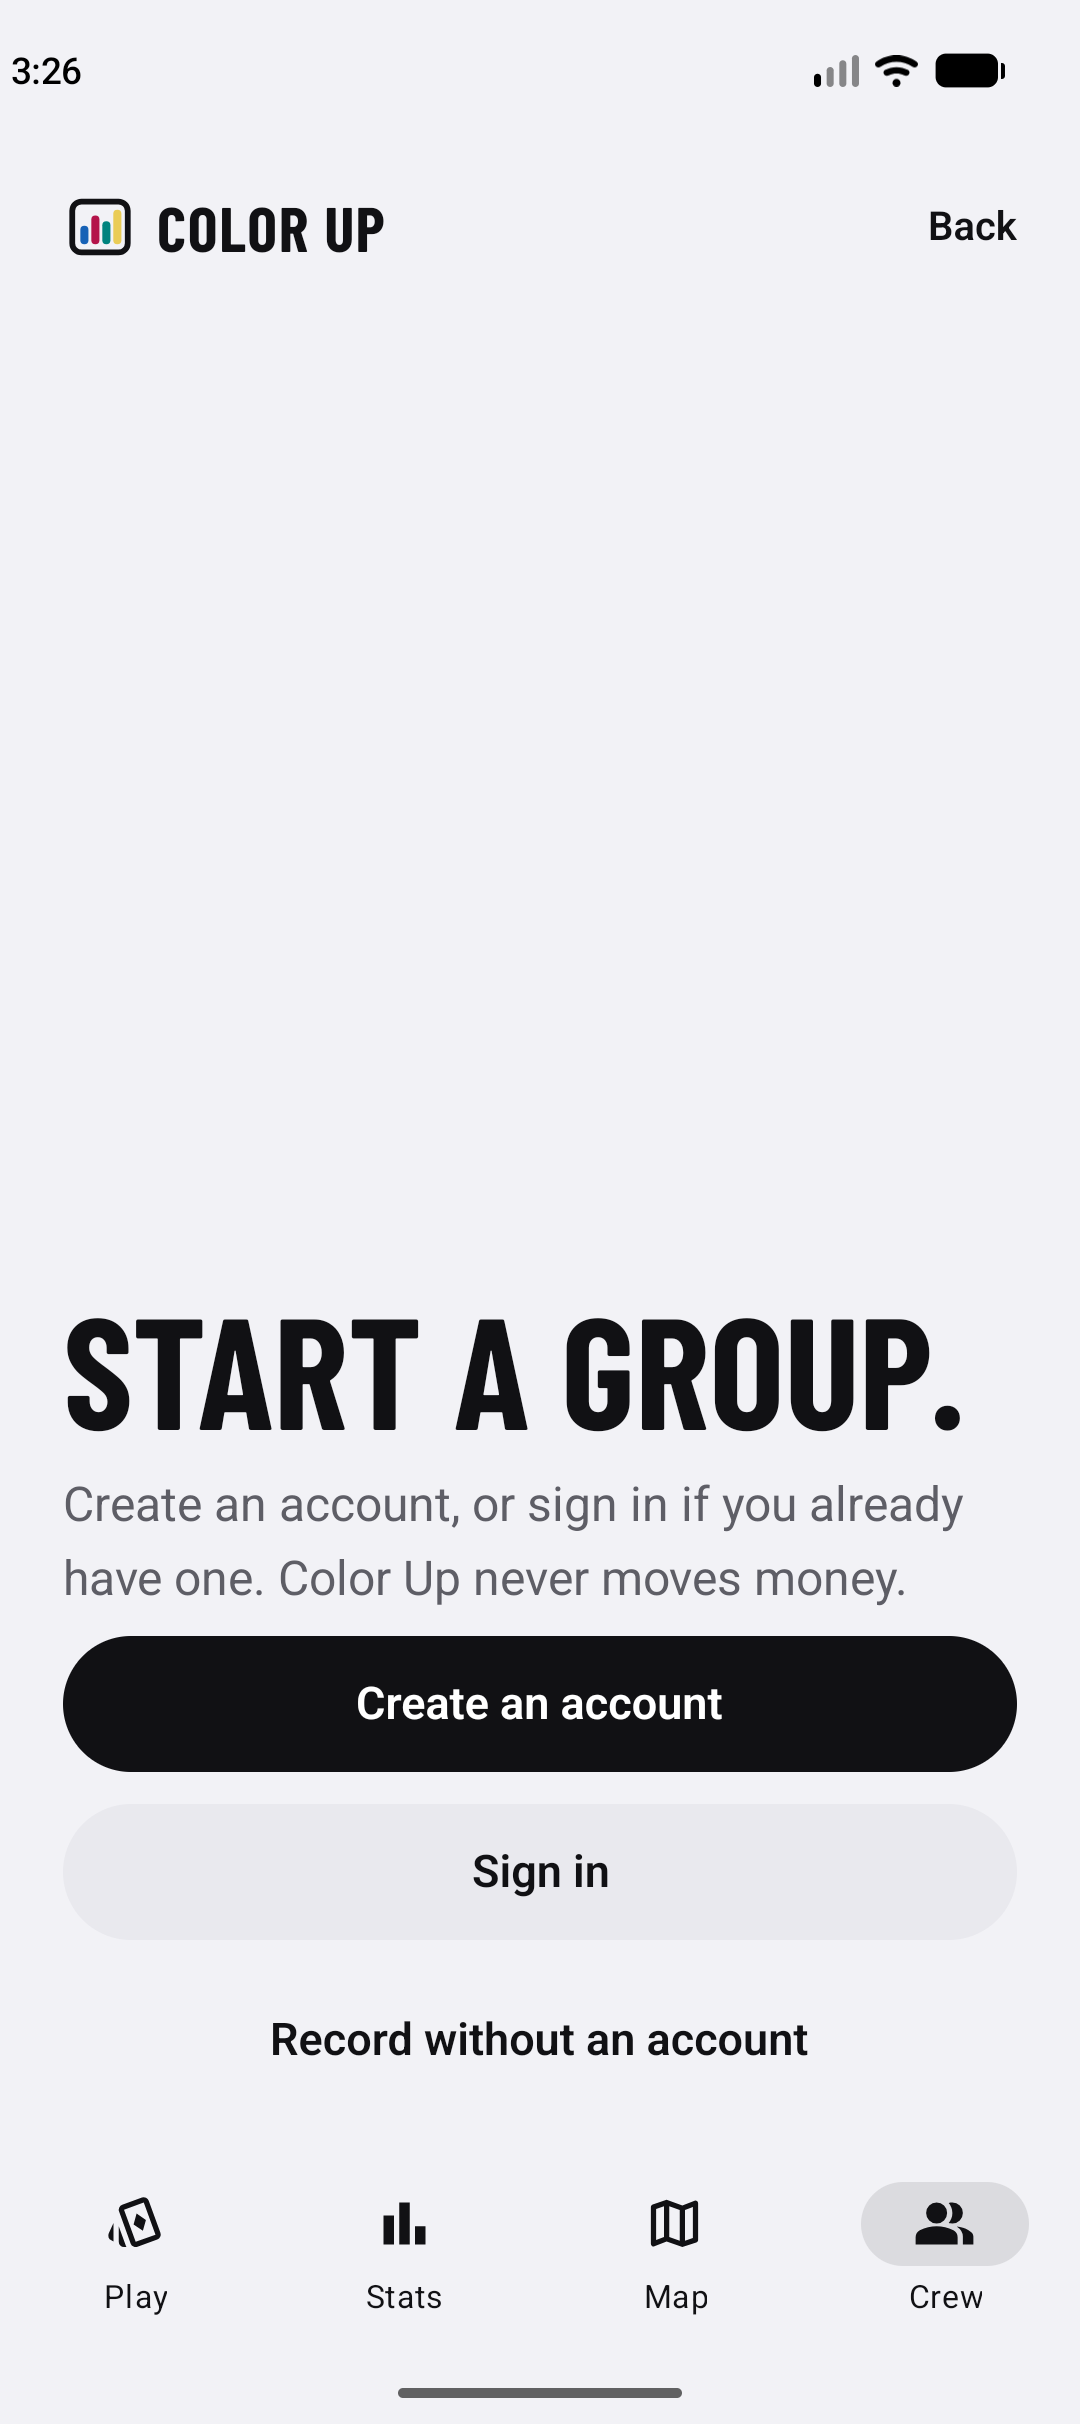 3:26
COLOR UP
Back
START A GROUP.
Create an account, or sign in if you already
have one. Color Up never moves money.
Create an account
Sign in
Record without an account
Play
Stats
Map
Crew